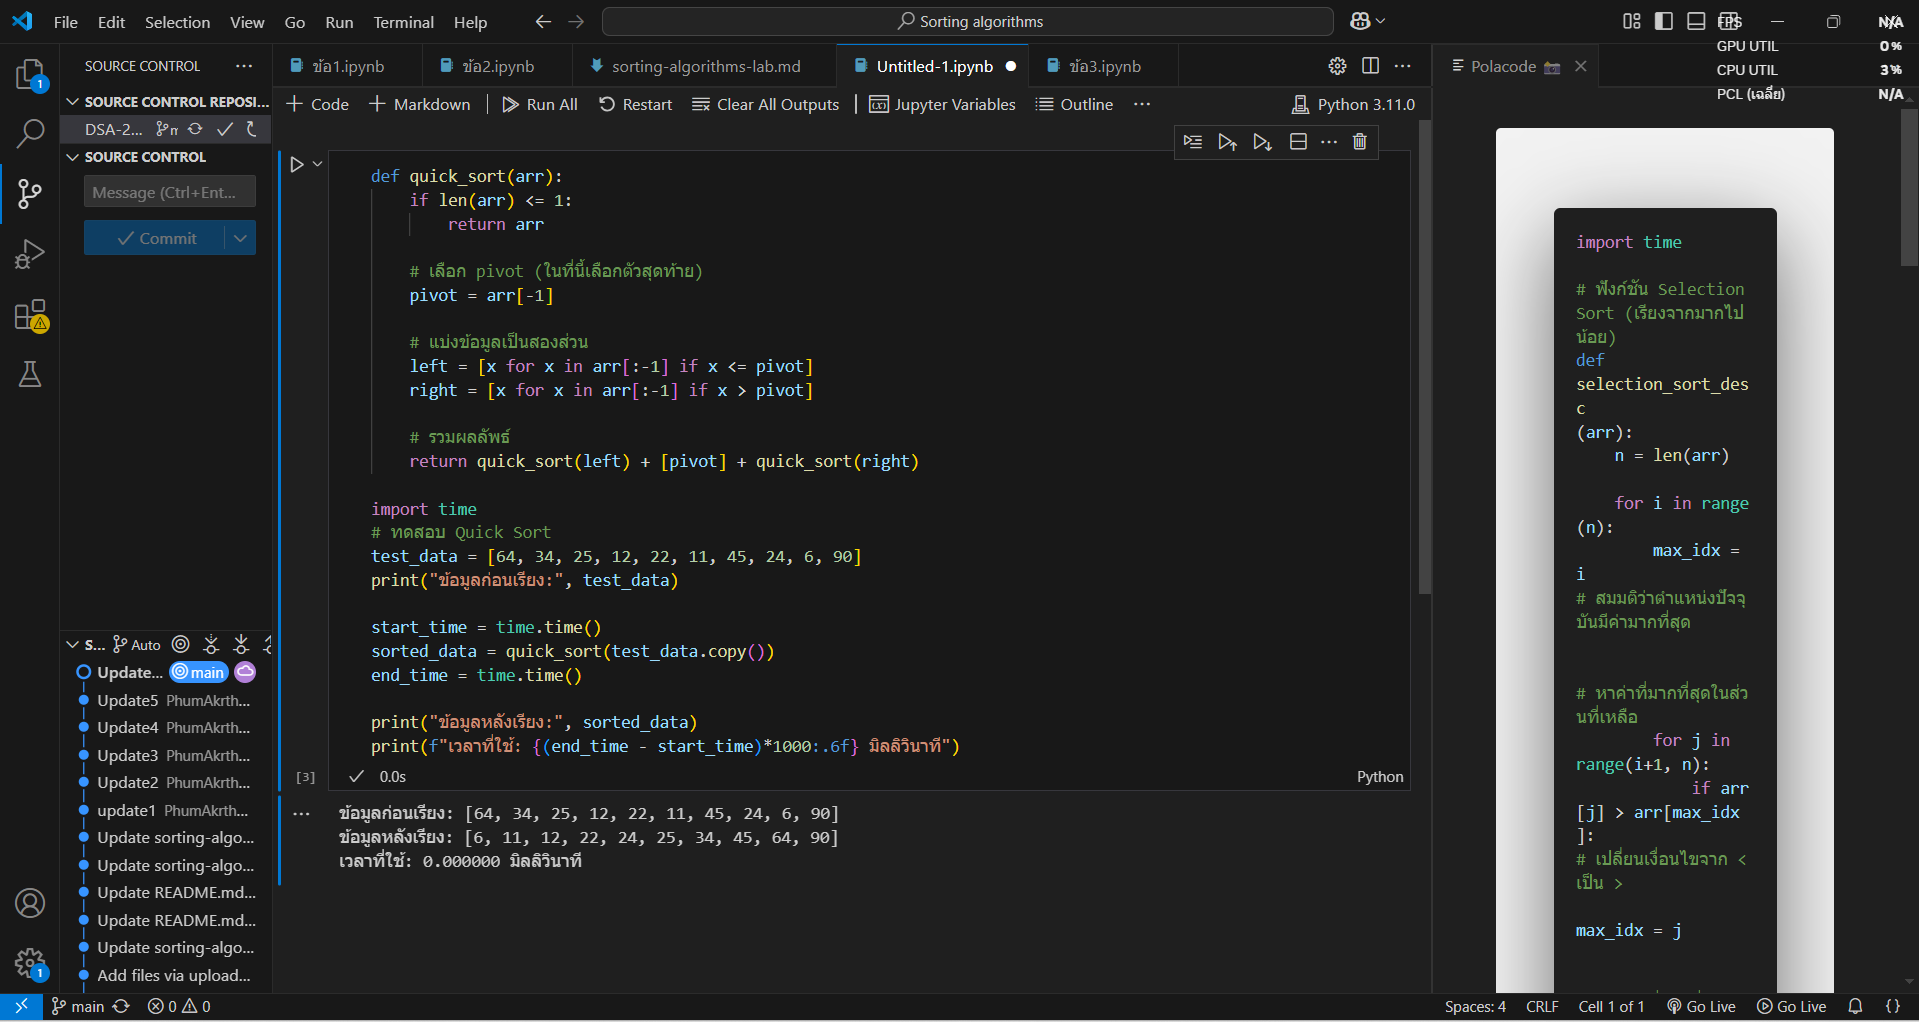 File Edit Selection View Go Run Terminal Help
Sorting algorithms
FPS N/A
GPU UTIL 0%
CPU UTIL 3%
PCL (เฉลี่ย) N/A
SOURCE CONTROL
ข้อ1.ipynb
ข้อ2.ipynb
sorting-algorithms-lab.md
Untitled-1.ipynb
ข้อ3.ipynb
Polacode
Code Markdown Run All Restart Clear All Outputs Jupyter Variables Outline
Python 3.11.0
SOURCE CONTROL REPOSI...
DSA-2...
SOURCE CONTROL
Message (Ctrl+Ent...
Commit
def quick_sort(arr):
if len(arr) <= 1:
return arr
# เลือก pivot (ในที่นี้เลือกตัวสุดท้าย)
pivot = arr[-1]
# แบ่งข้อมูลเป็นสองส่วน
left = [x for x in arr[:-1] if x <= pivot]
right = [x for x in arr[:-1] if x > pivot]
# รวมผลลัพธ์
return quick_sort(left) + [pivot] + quick_sort(right)
import time
# ทดสอบ Quick Sort
test_data = [64, 34, 25, 12, 22, 11, 45, 24, 6, 90]
print("ข้อมูลก่อนเรียง:", test_data)
start_time = time.time()
sorted_data = quick_sort(test_data.copy())
end_time = time.time()
print("ข้อมูลหลังเรียง:", sorted_data)
print(f"เวลาที่ใช้: {(end_time - start_time)*1000:.6f} มิลลิวินาที")
[3] 0.0s Python
ข้อมูลก่อนเรียง: [64, 34, 25, 12, 22, 11, 45, 24, 6, 90]
ข้อมูลหลังเรียง: [6, 11, 12, 22, 24, 25, 34, 45, 64, 90]
เวลาที่ใช้: 0.000000 มิลลิวินาที
S... Auto
Update... main
Update5 PhumAkrth...
Update4 PhumAkrth...
Update3 PhumAkrth...
Update2 PhumAkrth...
update1 PhumAkrth...
Update sorting-algo...
Update sorting-algo...
Update README.md...
Update README.md...
Update sorting-algo...
Add files via upload...
import time
# ฟังก์ชัน Selection
Sort (เรียงจากมากไป
น้อย)
def
selection_sort_des
c
(arr):
n = len(arr)
for i in range
(n):
max_idx =
i
# สมมติว่าตำแหน่งปัจจุ
บันมีค่ามากที่สุด
# หาค่าที่มากที่สุดในส่ว
นที่เหลือ
for j in
range(i+1, n):
if arr
[j] > arr[max_idx
]:
# เปลี่ยนเงื่อนไขจาก <
เป็น >
max_idx = j
main 0 0
Spaces: 4 CRLF Cell 1 of 1 Go Live Go Live